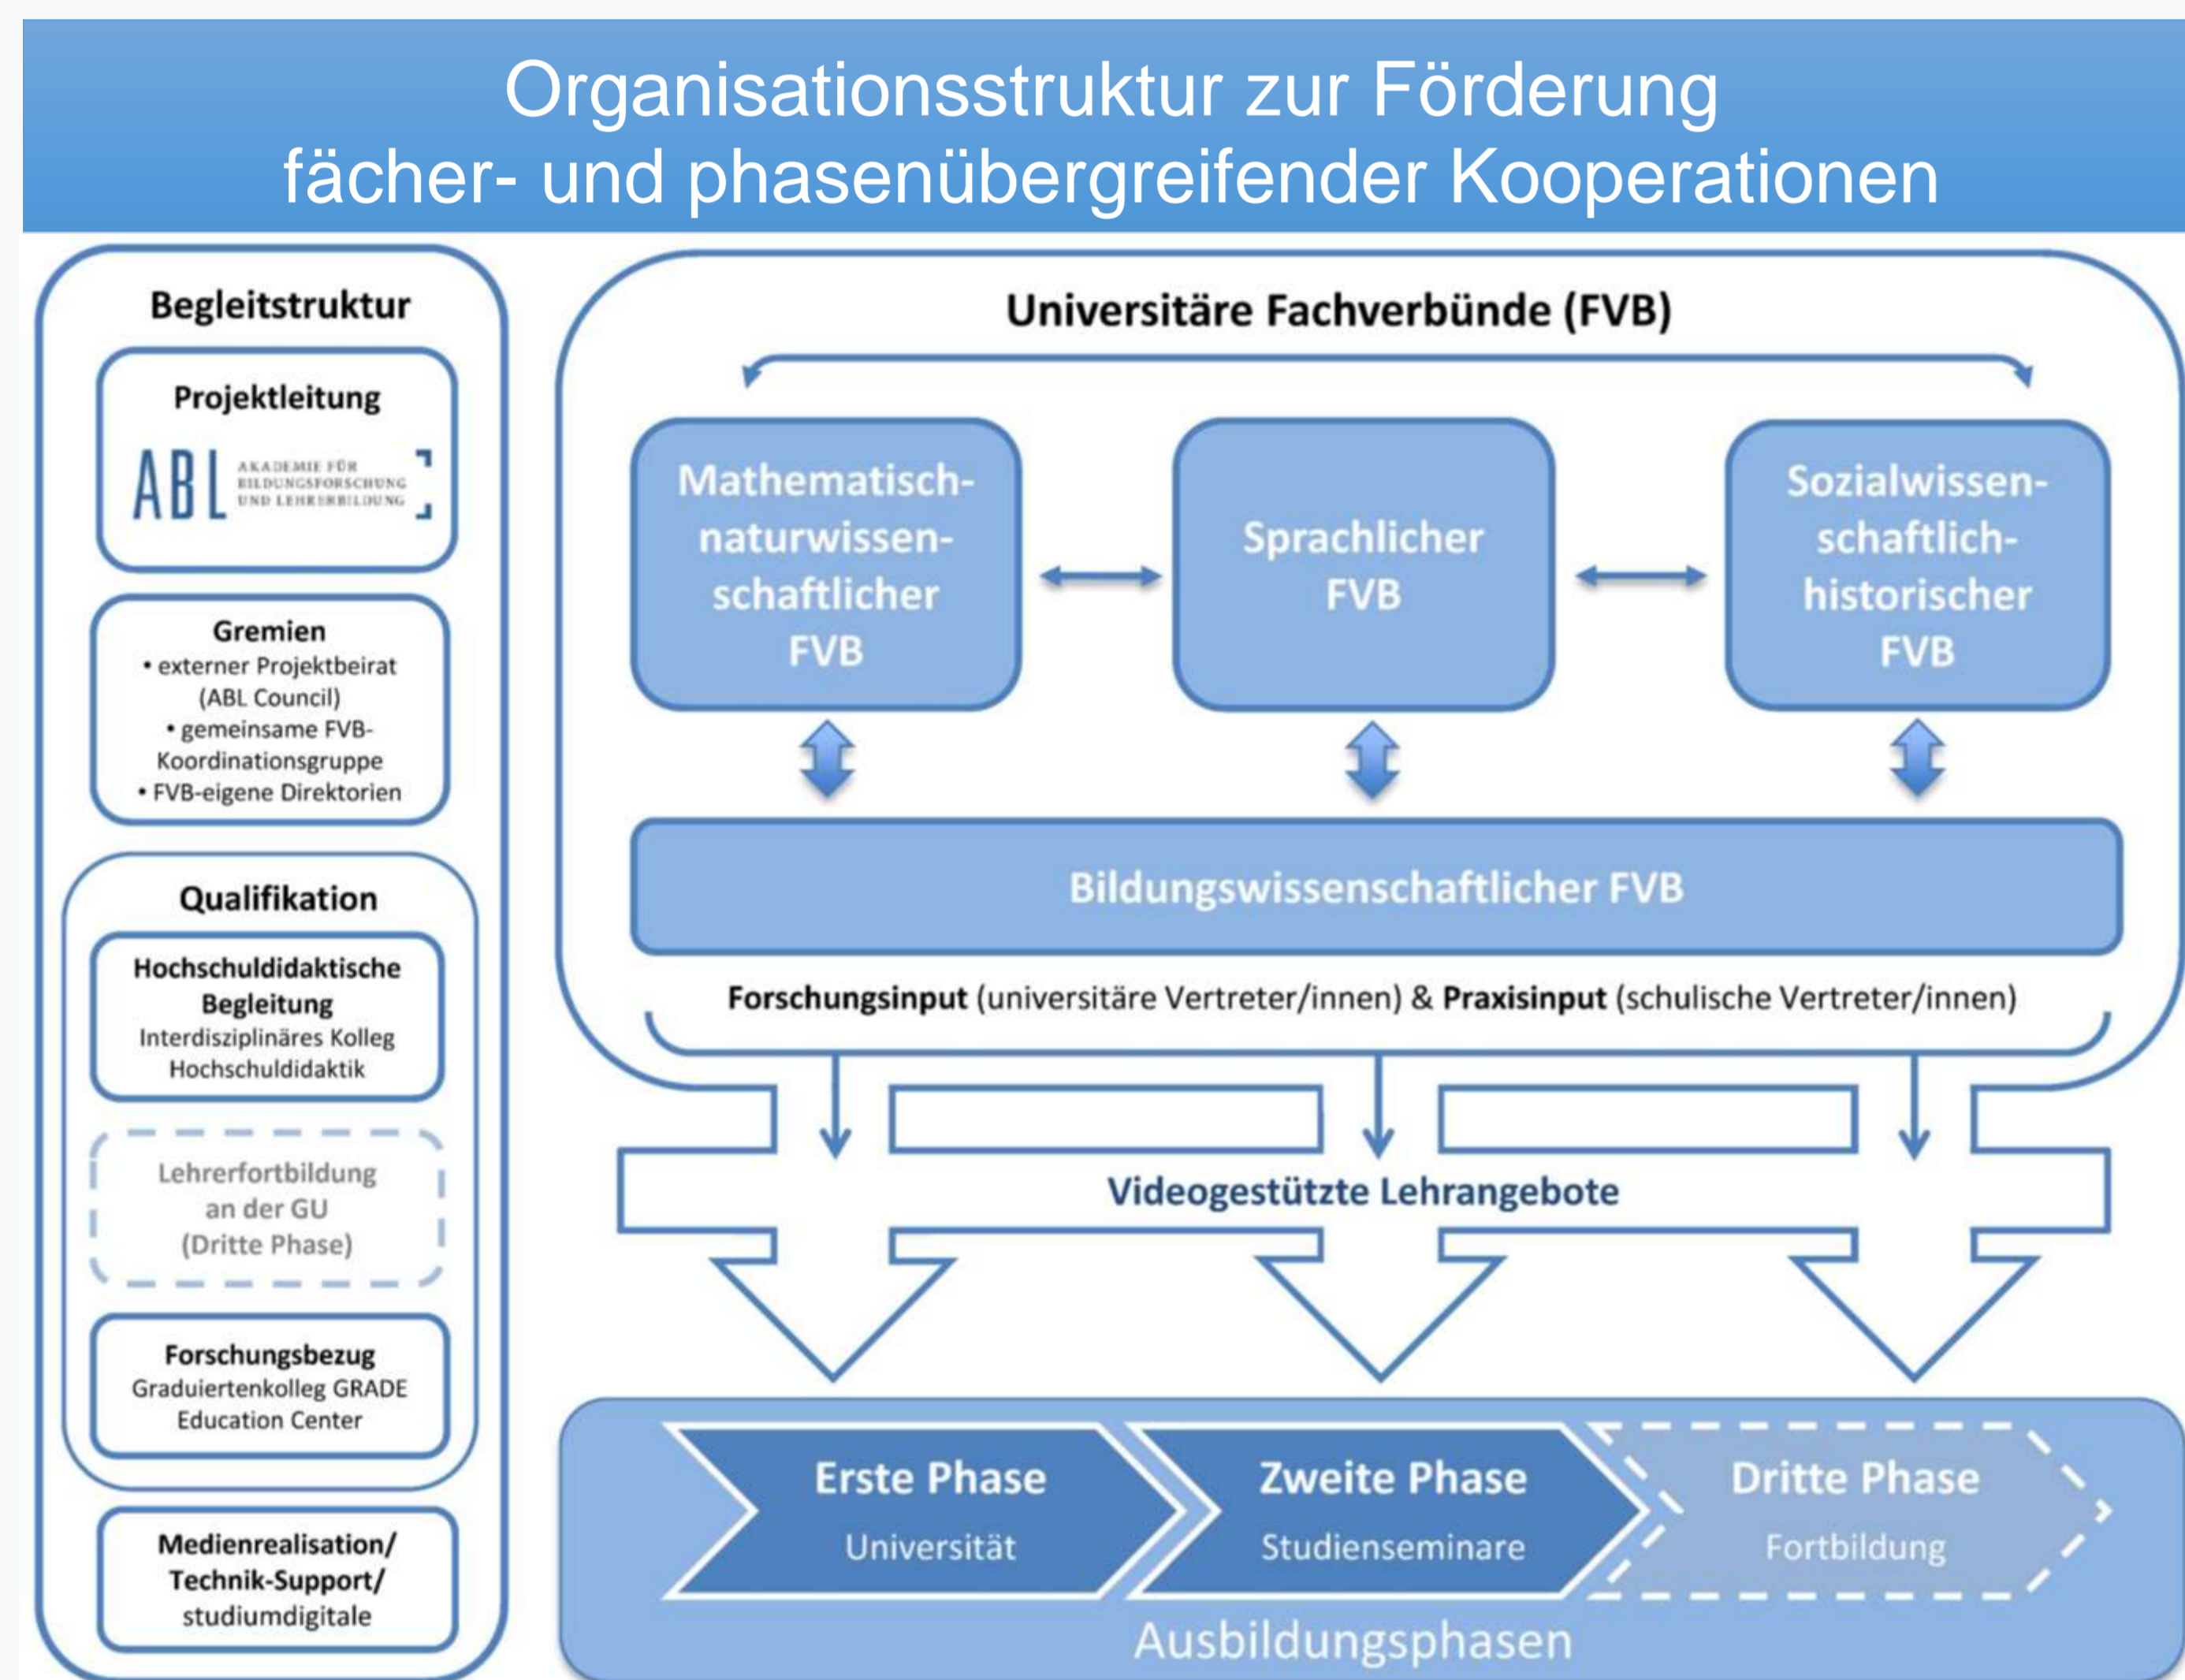 Organisationsstruktur zur Förderung
fächer- und phasenübergreifender Kooperationen
Begleitstruktur
Projektleitung
ABL
AKADEMIE FÜR
BILDUNGSFORSCHUNG
UND LEHRERBILDUNG
Gremien
• externer Projektbeirat
(ABL Council)
• gemeinsame FVB-
Koordinationsgruppe
• FVB-eigene Direktorien
Qualifikation
Hochschuldidaktische
Begleitung
Interdisziplinäres Kolleg
Hochschuldidaktik
Lehrerfortbildung
an der GU
(Dritte Phase)
Forschungsbezug
Graduiertenkolleg GRADE
Education Center
Medienrealisation/
Technik-Support/
studiumdigitale
Universitäre Fachverbünde (FVB)
Mathematisch-
naturwissen-
schaftlicher
FVB
Sprachlicher
FVB
Sozialwissen-
schaftlich-
historischer
FVB
Bildungswissenschaftlicher FVB
Forschungsinput (universitäre Vertreter/innen) & Praxisinput (schulische Vertreter/innen)
Videogestützte Lehrangebote
Erste Phase
Universität
Zweite Phase
Studienseminare
Dritte Phase
Fortbildung
Ausbildungsphasen